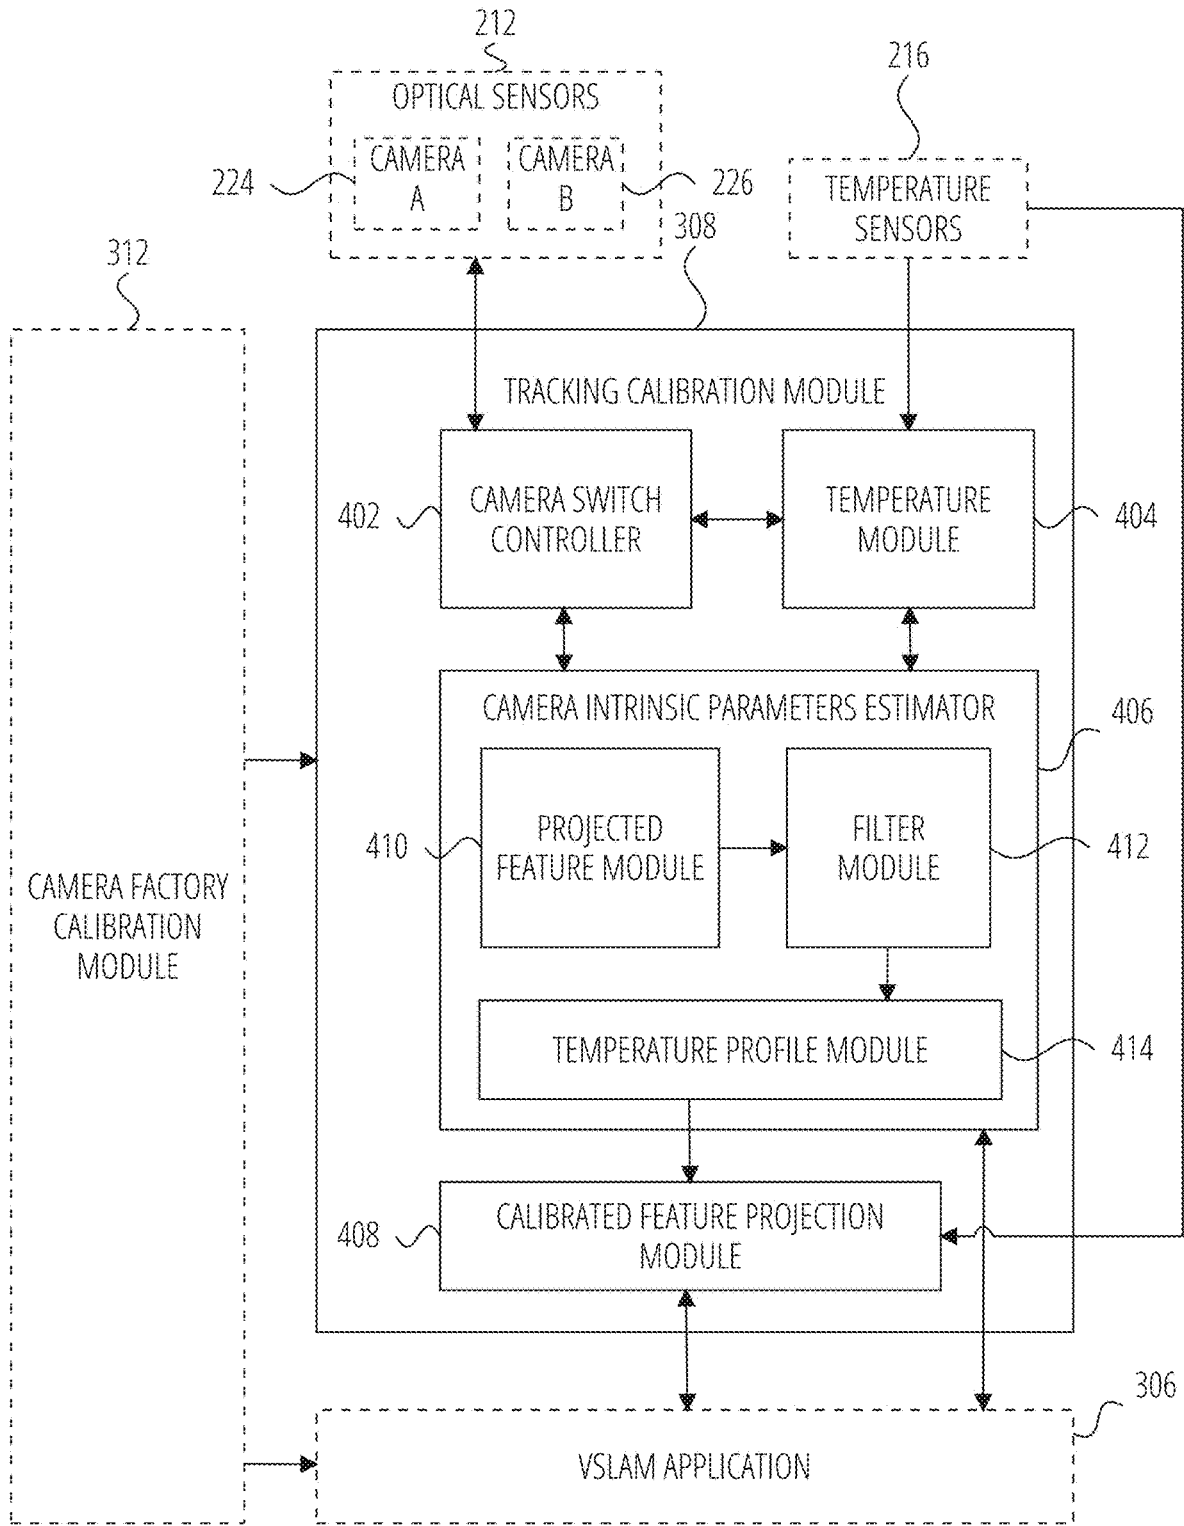 212
216
OPTICAL SENSORS
CAMERA
A
CAMERA
B
224
226
TEMPERATURE
SENSORS
308
312
TRACKING CALIBRATION MODULE
402
CAMERA SWITCH
CONTROLLER
TEMPERATURE
MODULE
404
CAMERA INTRINSIC PARAMETERS ESTIMATOR
406
410
PROJECTED
FEATURE MODULE
FILTER
MODULE
412
CAMERA FACTORY
CALIBRATION
MODULE
TEMPERATURE PROFILE MODULE
414
408
CALIBRATED FEATURE PROJECTION
MODULE
306
VSLAM APPLICATION